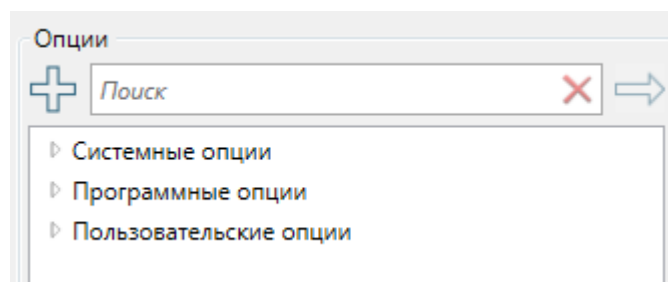 Опции
Поиск
Системные опции
Программные опции
Пользовательские опции